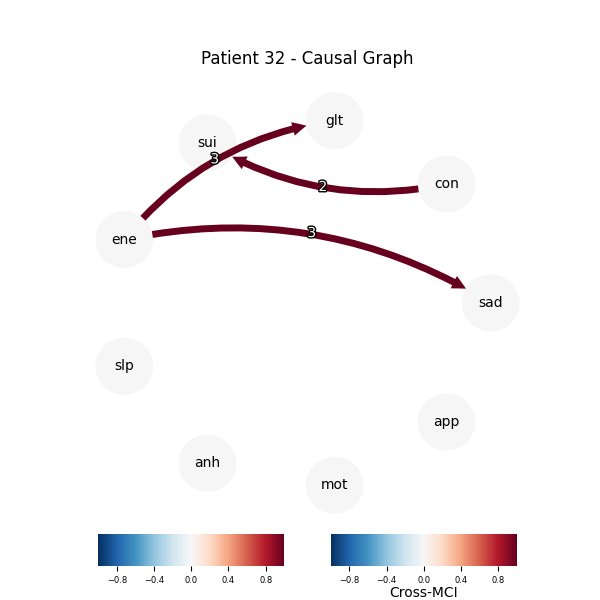 Patient 32 - Causal Graph
glt
sui
3
2
con
ene
3
sad
slp
app
anh
mot
−0.8 −0.4 0.0 0.4 0.8
−0.8 −0.4 0.0 0.4 0.8
Cross-MCI